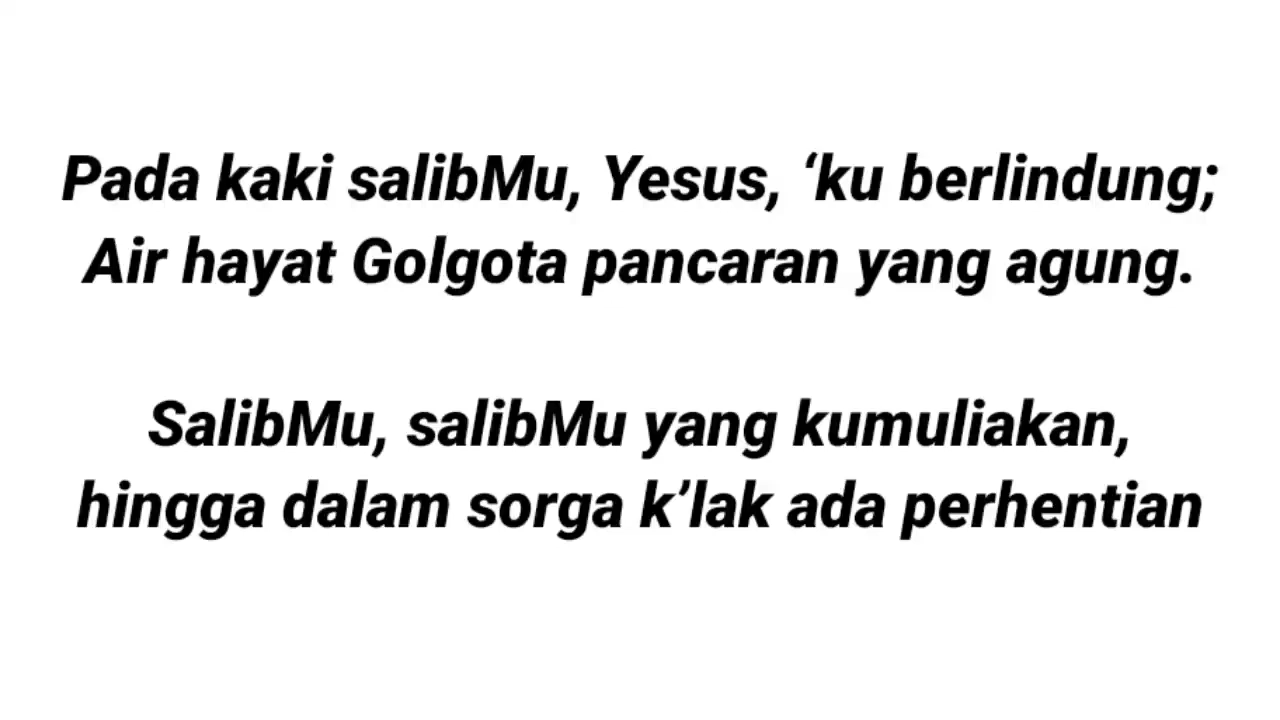 Pada kaki salibMu, Yesus, ‘ku berlindung;
Air hayat Golgota pancaran yang agung.
SalibMu, salibMu yang kumuliakan,
hingga dalam sorga k’lak ada perhentian